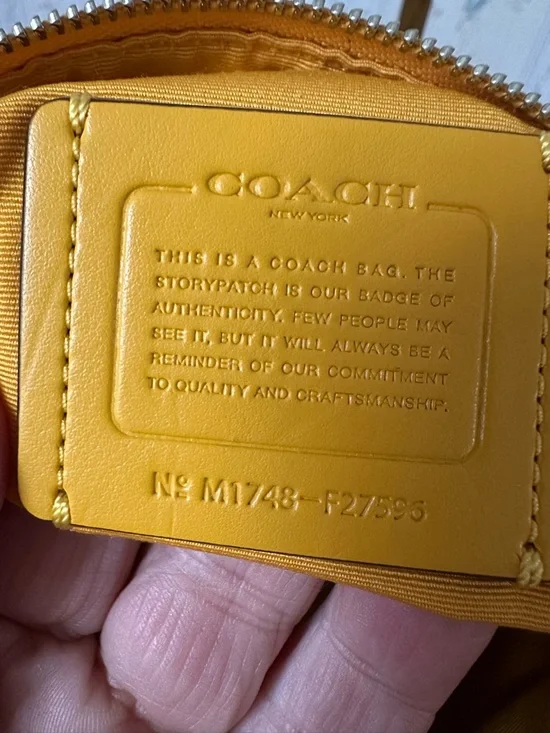 COACH
NEW YORK
THIS IS A COACH BAG. THE
STORYPATCH IS OUR BADGE OF
AUTHENTICITY. FEW PEOPLE MAY
SEE IT, BUT IT WILL ALWAYS BE A
REMINDER OF OUR COMMITMENT
TO QUALITY AND CRAFTSMANSHIP.
Nº M1748-F27596